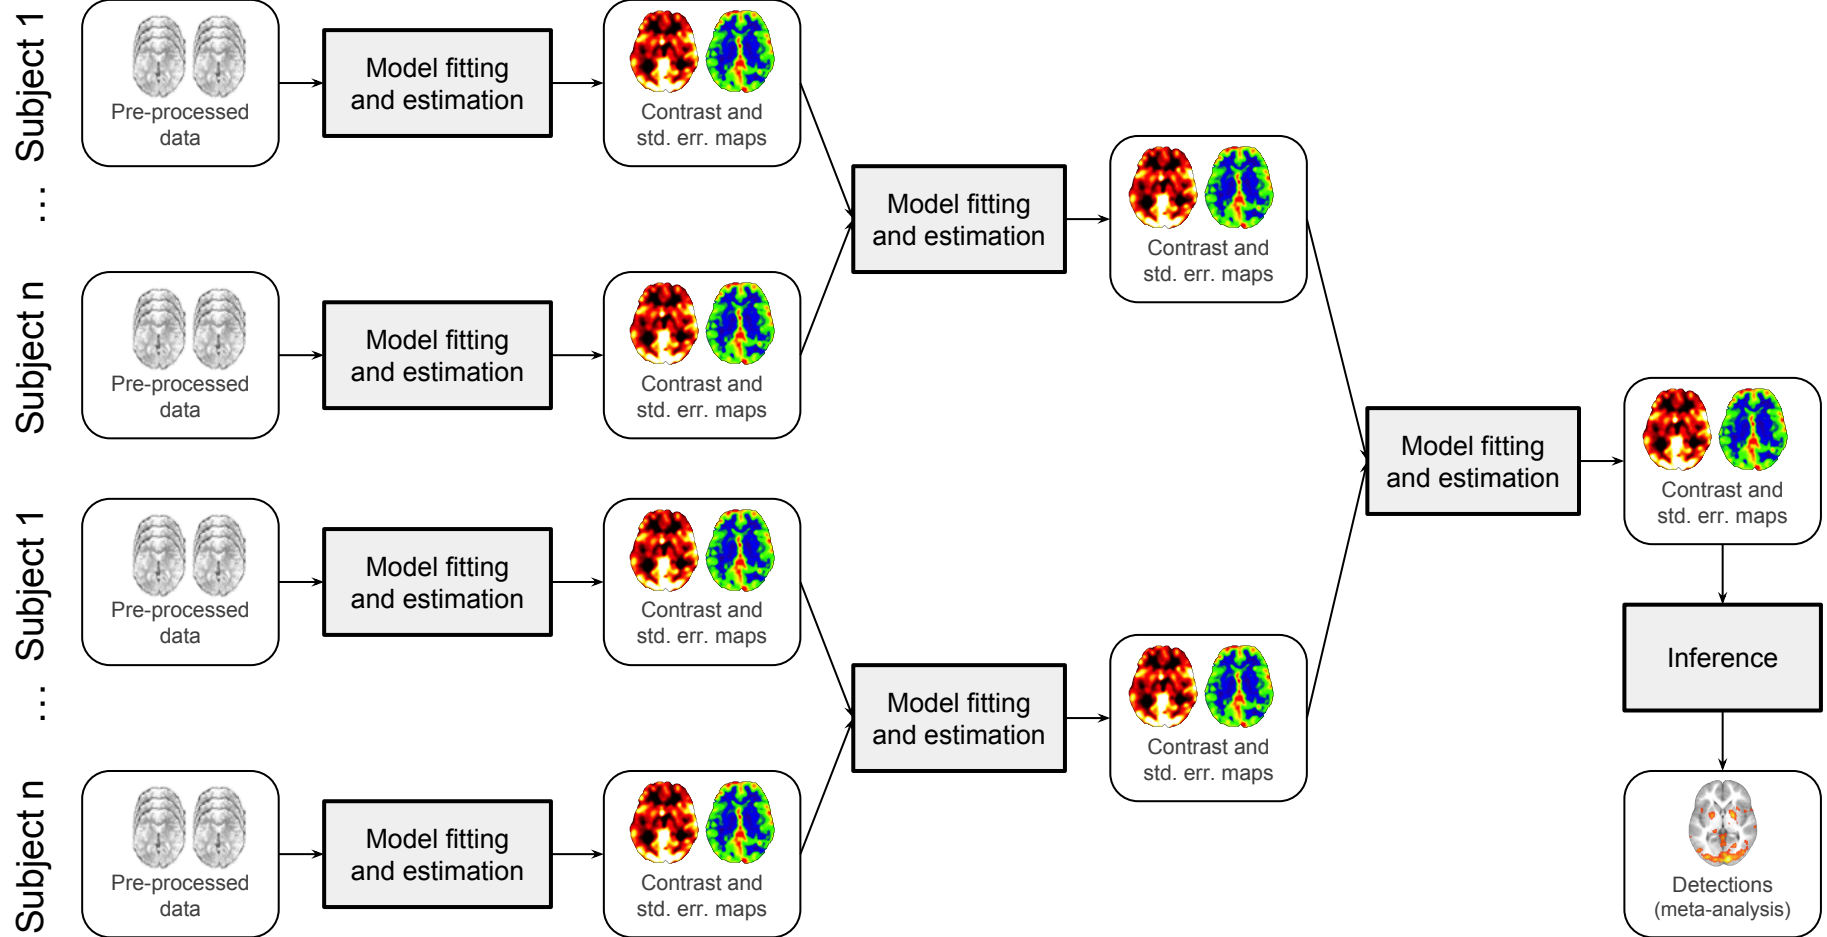 Subject 1
Pre-processed
data
Model fitting
and estimation
Contrast and
std. err. maps
...
Subject n
Pre-processed
data
Model fitting
and estimation
Contrast and
std. err. maps
Model fitting
and estimation
Contrast and
std. err. maps
Subject 1
Pre-processed
data
Model fitting
and estimation
Contrast and
std. err. maps
...
Subject n
Pre-processed
data
Model fitting
and estimation
Contrast and
std. err. maps
Model fitting
and estimation
Contrast and
std. err. maps
Model fitting
and estimation
Contrast and
std. err. maps
Inference
Detections
(meta-analysis)